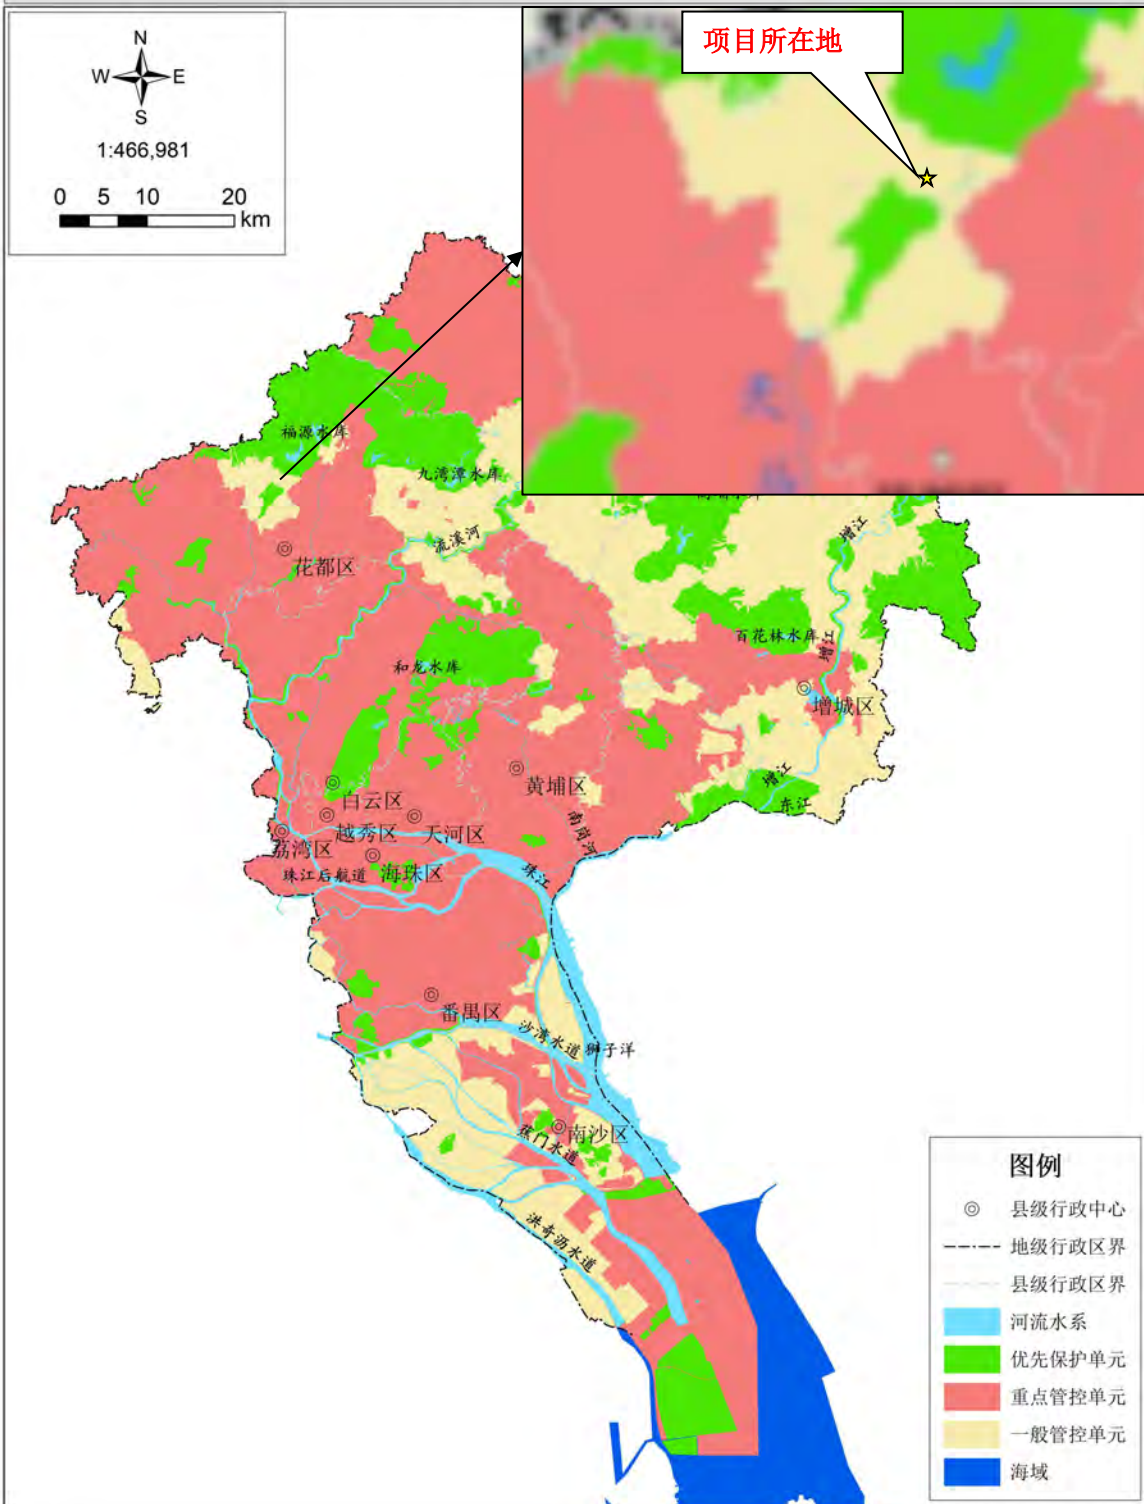 N
W E
S
1:466,981
0 5 10 20
km
项目所在地
福源水库
九湾潭水库
流溪河
增江
花都区
百花林水库
增江
和龙水库
增城区
增江
东江
黄埔区
白云区
越秀区
天河区
南岗河
荔湾区
海珠区
珠江后航道
珠江
番禺区
沙湾水道
狮子洋
南沙区
蕉门水道
洪奇沥水道
图例
县级行政中心
地级行政区界
县级行政区界
河流水系
优先保护单元
重点管控单元
一般管控单元
海域